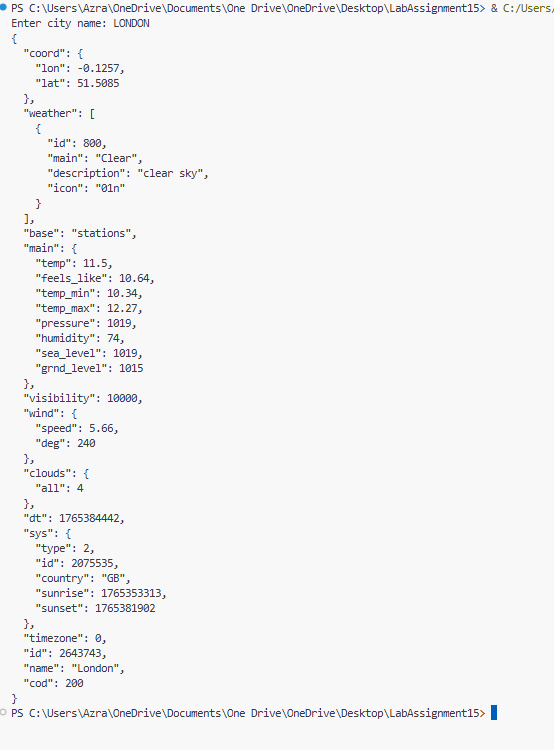 PS C:\Users\Azra\OneDrive\Documents\One Drive\OneDrive\Desktop\LabAssignment15> & C:/Users/
Enter city name: LONDON
{
  "coord": {
    "lon": -0.1257,
    "lat": 51.5085
  },
  "weather": [
    {
      "id": 800,
      "main": "Clear",
      "description": "clear sky",
      "icon": "01n"
    }
  ],
  "base": "stations",
  "main": {
    "temp": 11.5,
    "feels_like": 10.64,
    "temp_min": 10.34,
    "temp_max": 12.27,
    "pressure": 1019,
    "humidity": 74,
    "sea_level": 1019,
    "grnd_level": 1015
  },
  "visibility": 10000,
  "wind": {
    "speed": 5.66,
    "deg": 240
  },
  "clouds": {
    "all": 4
  },
  "dt": 1765384442,
  "sys": {
    "type": 2,
    "id": 2075535,
    "country": "GB",
    "sunrise": 1765353313,
    "sunset": 1765381902
  },
  "timezone": 0,
  "id": 2643743,
  "name": "London",
  "cod": 200
}
PS C:\Users\Azra\OneDrive\Documents\One Drive\OneDrive\Desktop\LabAssignment15>